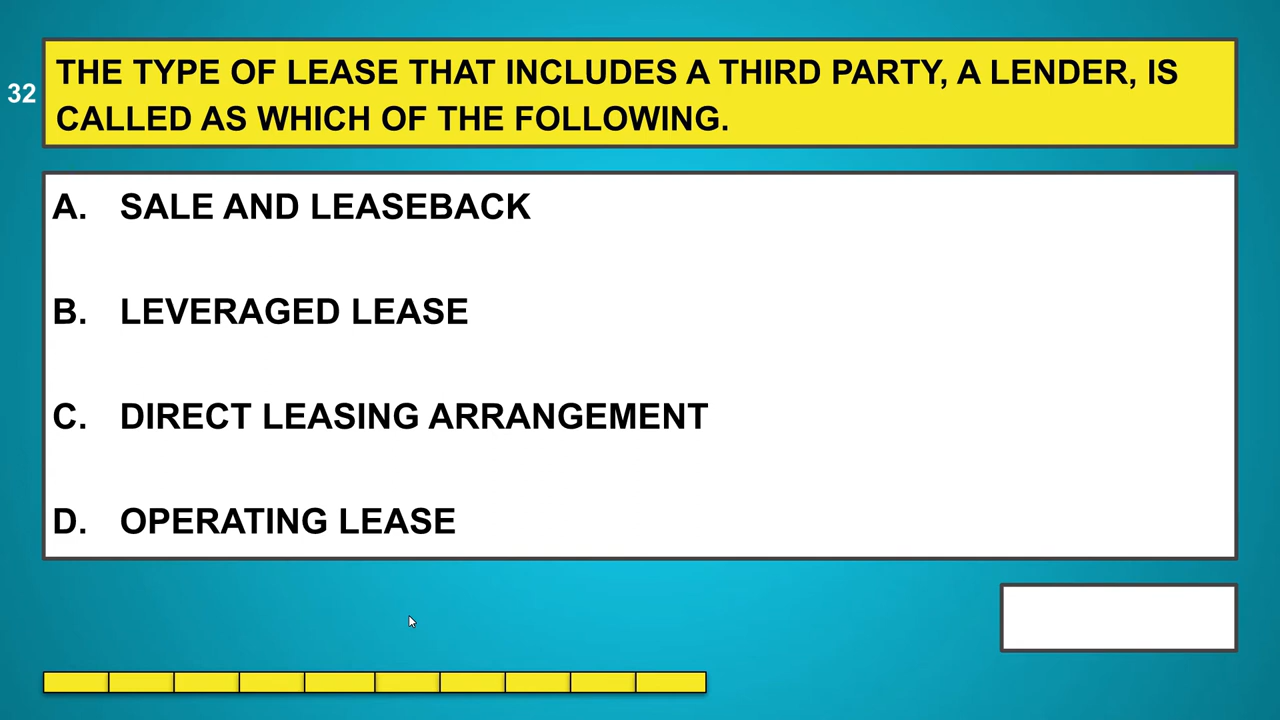 32
THE TYPE OF LEASE THAT INCLUDES A THIRD PARTY, A LENDER, IS
CALLED AS WHICH OF THE FOLLOWING.
A. SALE AND LEASEBACK
B. LEVERAGED LEASE
C. DIRECT LEASING ARRANGEMENT
D. OPERATING LEASE